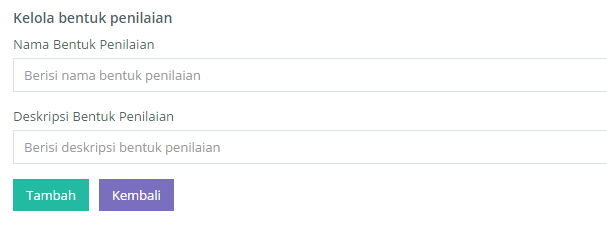 Kelola bentuk penilaian
Nama Bentuk Penilaian
Berisi nama bentuk penilaian
Deskripsi Bentuk Penilaian
Berisi deskripsi bentuk penilaian
Tambah Kembali